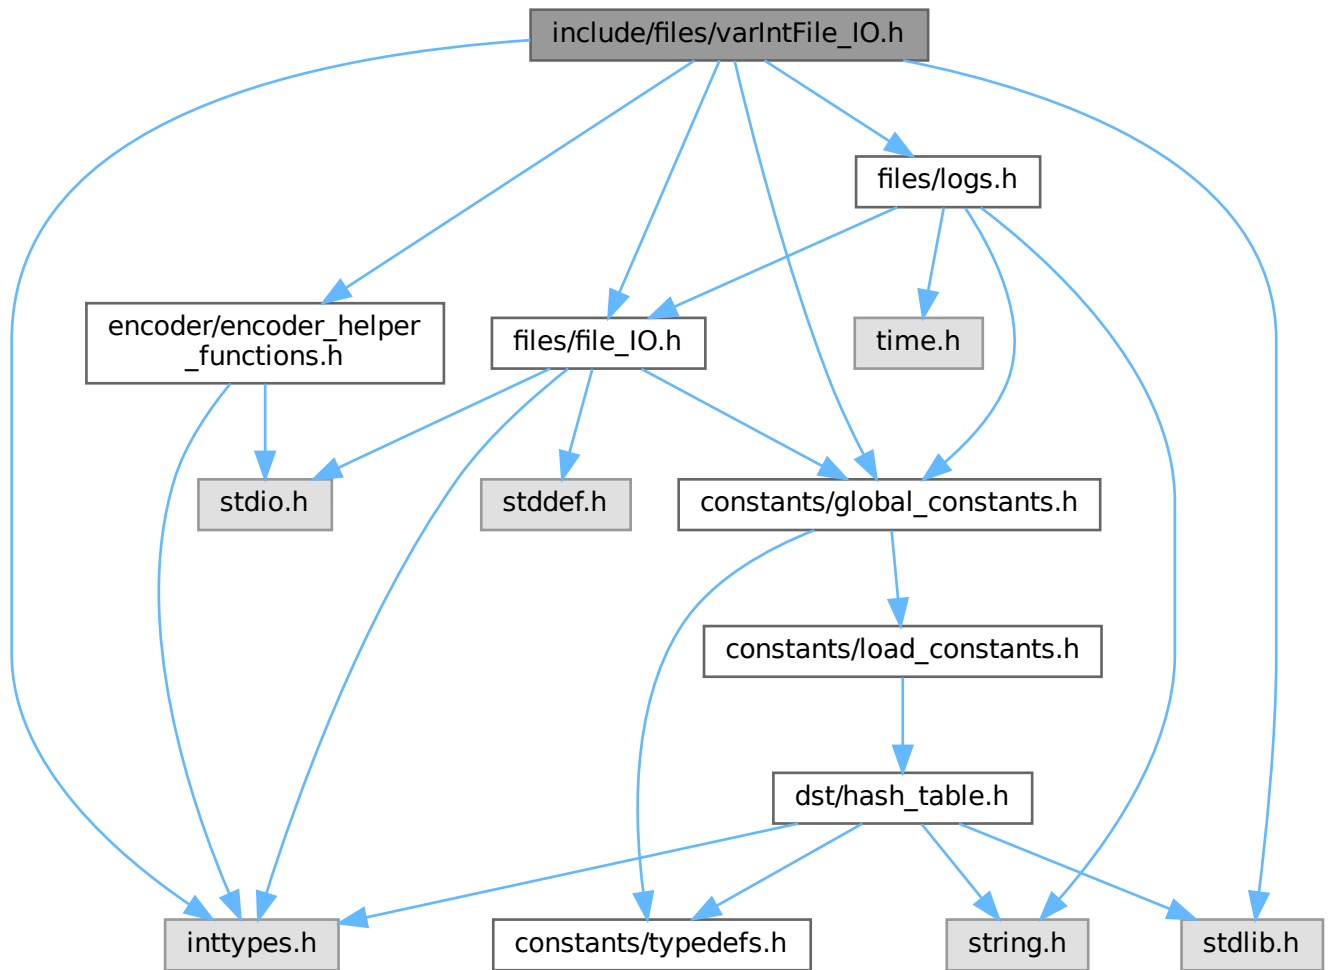 include/files/varIntFile_IO.h
files/logs.h
encoder/encoder_helper
_functions.h
files/file_IO.h
time.h
stdio.h
stddef.h
constants/global_constants.h
constants/load_constants.h
dst/hash_table.h
inttypes.h
constants/typedefs.h
string.h
stdlib.h